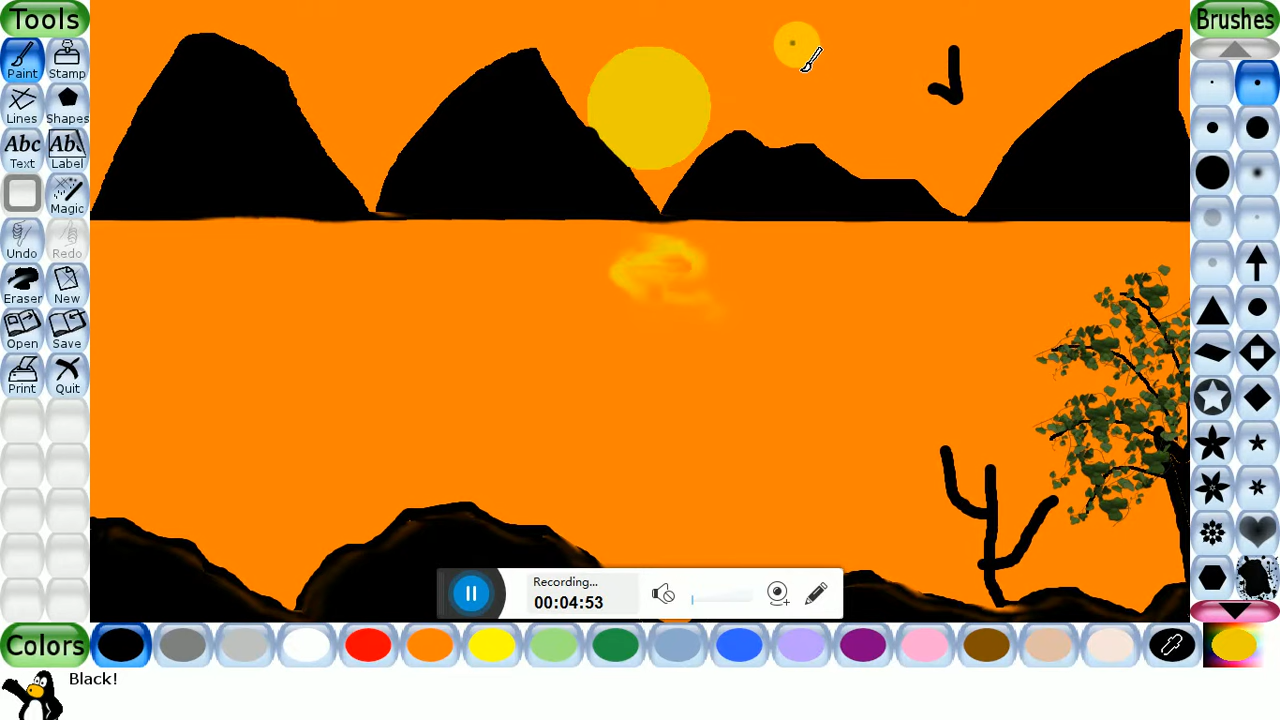 Tools
Brushes
Paint
Stamp
Lines
Shapes
Abc
Text
Abc
Label
Magic
Undo
Redo
Eraser
New
Open
Save
Print
Quit
Recording...
00:04:53
Colors
Black!